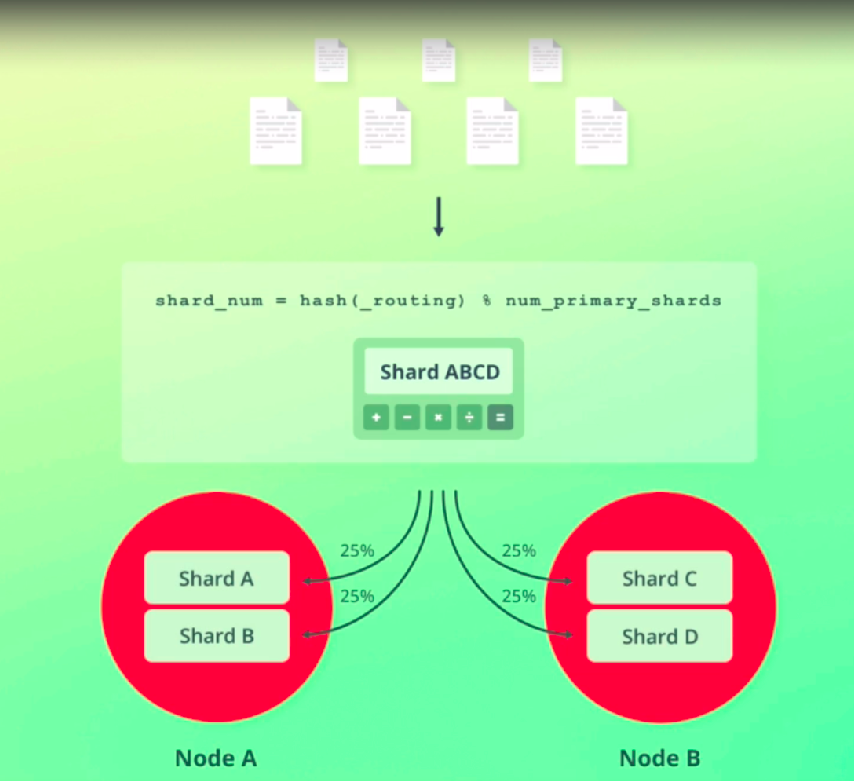 shard_num = hash(_routing) % num_primary_shards
Shard ABCD
+ − × ÷ =
25% 25%
Shard A Shard C
25% 25%
Shard B Shard D
Node A Node B